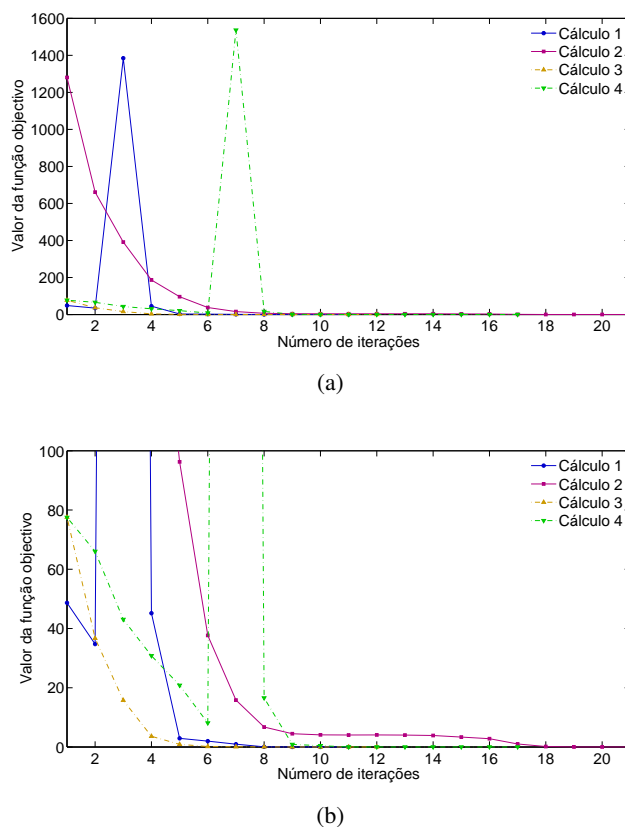 1600
1400
1200
1000
800
600
400
200
0
Valor da função objectivo
2 4 6 8 10 12 14 16 18 20
Número de iterações
Cálculo 1
Cálculo 2
Cálculo 3
Cálculo 4
(a)
100
80
60
40
20
0
Valor da função objectivo
2 4 6 8 10 12 14 16 18 20
Número de iterações
Cálculo 1
Cálculo 2
Cálculo 3
Cálculo 4
(b)